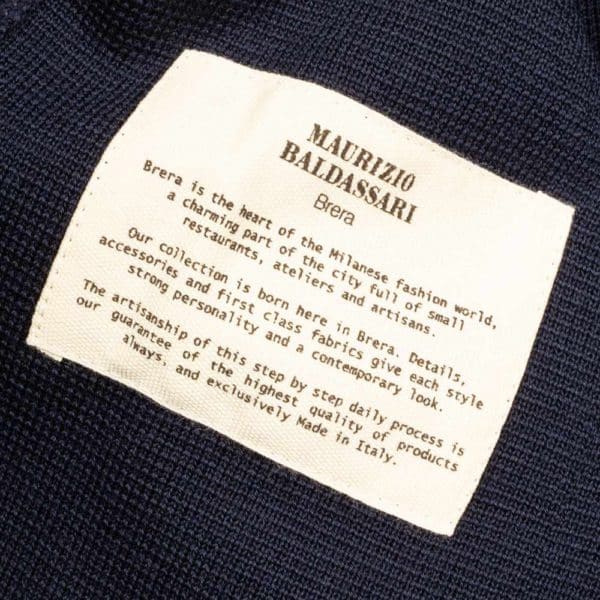 MAURIZIO
BALDASSARI
Brera
Brera is the heart of the Milanese fashion world,
a charming part of the city full of small
restaurants, ateliers and artisans.
Our collection is born here in Brera. Details,
accessories and first class fabrics give each style
strong personality and a contemporary look.
The artisanship of this step by step daily process is
our guarantee of the highest quality of products
always, and exclusively Made in Italy.